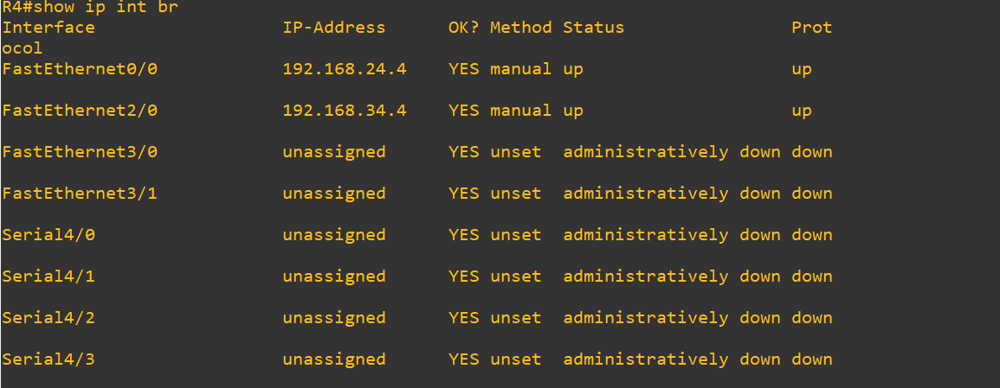 R4#show ip int br
Interface                  IP-Address      OK? Method Status                Prot
ocol
FastEthernet0/0            192.168.24.4    YES manual up                    up
FastEthernet2/0            192.168.34.4    YES manual up                    up
FastEthernet3/0            unassigned      YES unset  administratively down down
FastEthernet3/1            unassigned      YES unset  administratively down down
Serial4/0                  unassigned      YES unset  administratively down down
Serial4/1                  unassigned      YES unset  administratively down down
Serial4/2                  unassigned      YES unset  administratively down down
Serial4/3                  unassigned      YES unset  administratively down down